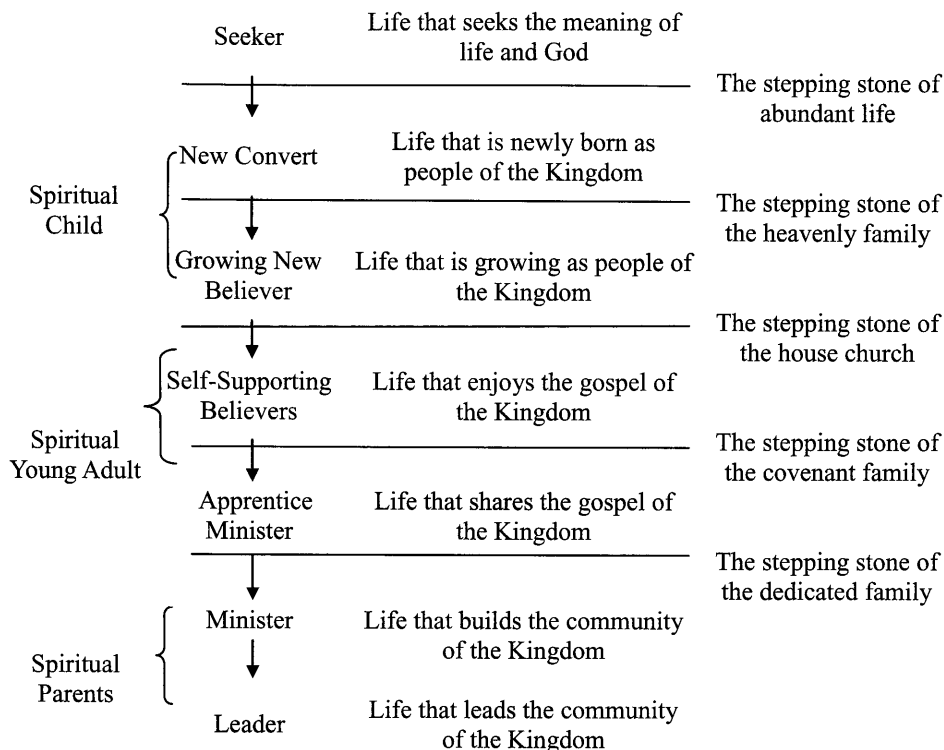 Seeker
Life that seeks the meaning of
life and God
The stepping stone of
abundant life
New Convert
Life that is newly born as
people of the Kingdom
Spiritual
Child
The stepping stone of
the heavenly family
Growing New
Believer
Life that is growing as people of
the Kingdom
The stepping stone of
the house church
Self-Supporting
Believers
Life that enjoys the gospel of
the Kingdom
Spiritual
Young Adult
The stepping stone of
the covenant family
Apprentice
Minister
Life that shares the gospel of
the Kingdom
The stepping stone of
the dedicated family
Minister
Life that builds the community
of the Kingdom
Spiritual
Parents
Leader
Life that leads the community
of the Kingdom